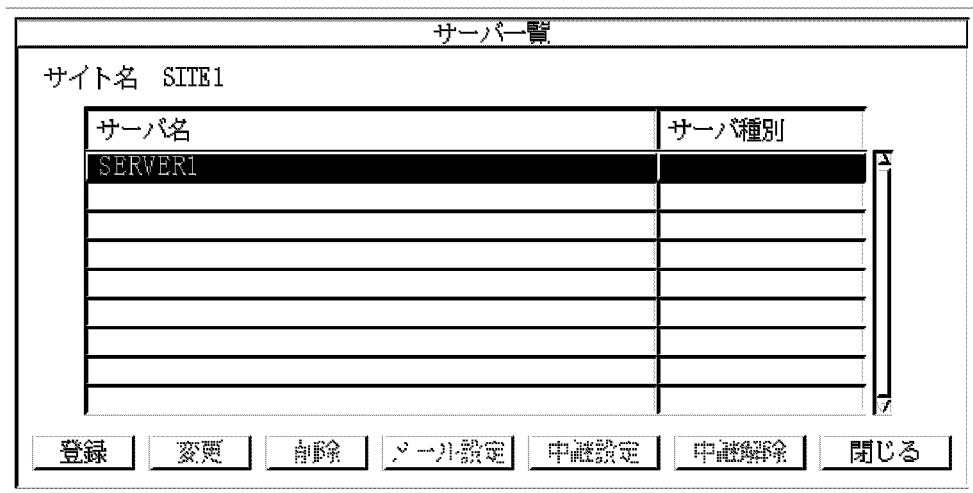 サーバ一覧
サイト名 SITE1
サーバ名 サーバ種別
SERVER1
登録 変更 削除 メール設定 中継設定 中継解除 閉じる